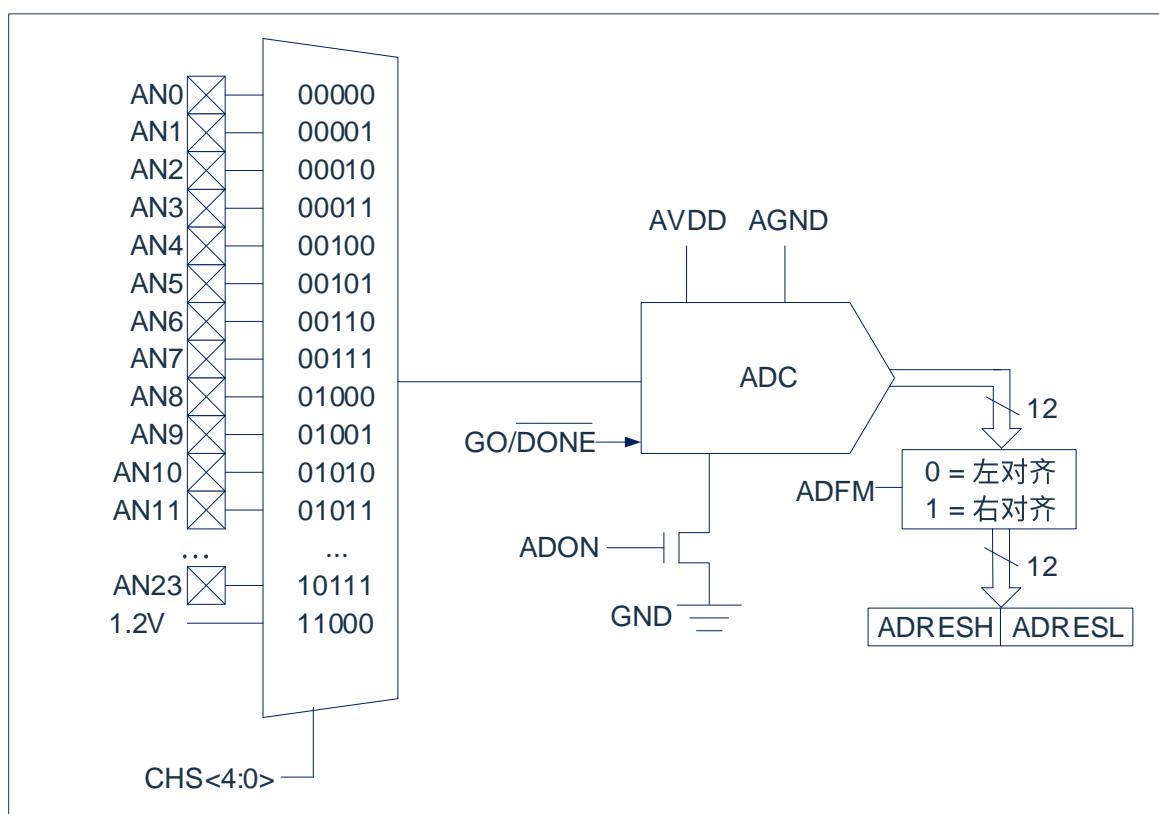 AN0 00000
AN1 00001
AN2 00010
AN3 00011
AN4 00100
AN5 00101
AN6 00110
AN7 00111
AN8 01000
AN9 01001
AN10 01010
AN11 01011
... ...
AN23 10111
1.2V 11000
CHS<4:0>
AVDD AGND
ADC
GO/DONE
ADON
GND
12
ADFM
0 = 左对齐
1 = 右对齐
12
ADRESH ADRESL